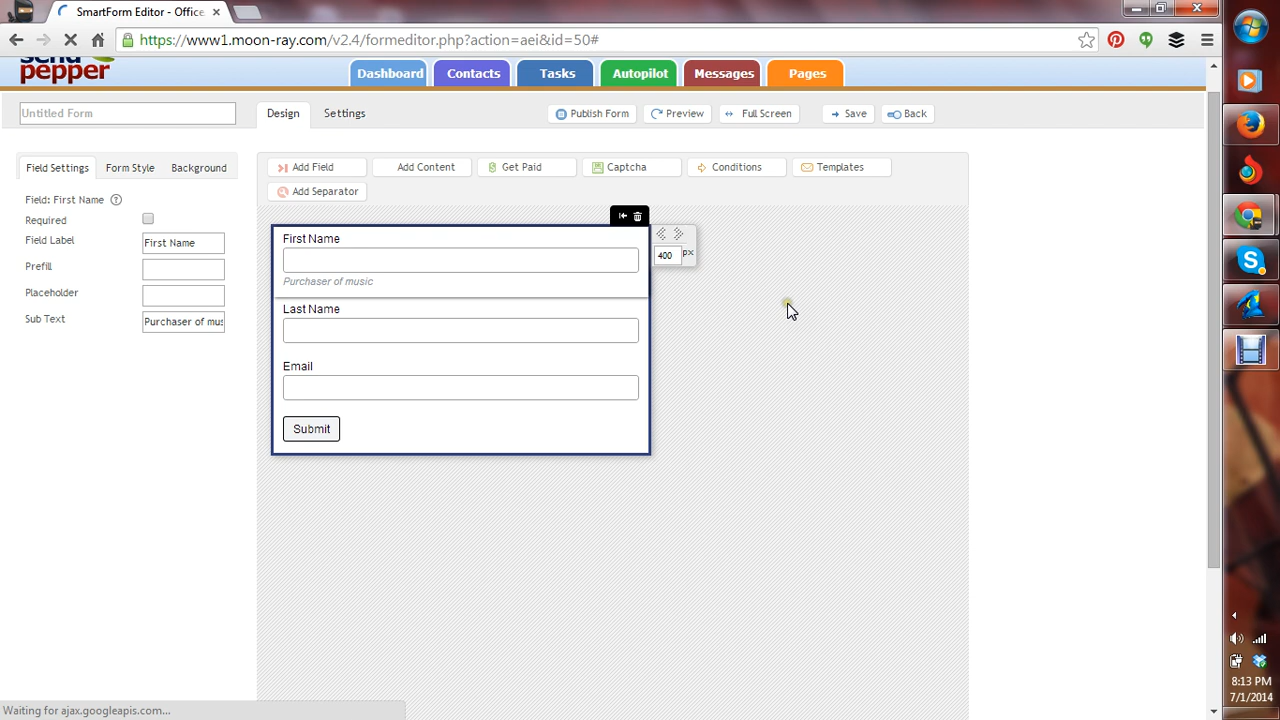 SmartForm Editor - Office.
https://www1.moon-ray.com/v2.4/formeditor.php?action=aei&id=50#
send
pepper
Dashboard
Contacts
Tasks
Autopilot
Messages
Pages
Untitled Form
Design
Settings
Publish Form
Preview
Full Screen
Save
Back
Field Settings
Form Style
Background
Add Field
Add Content
Get Paid
Captcha
Conditions
Templates
Add Separator
Field: First Name ?
Required
Field Label
First Name
Prefill
Placeholder
Sub Text
Purchaser of mus
First Name
Purchaser of music
400 px
Last Name
Email
Submit
Waiting for ajax.googleapis.com...
8:13 PM
7/1/2014